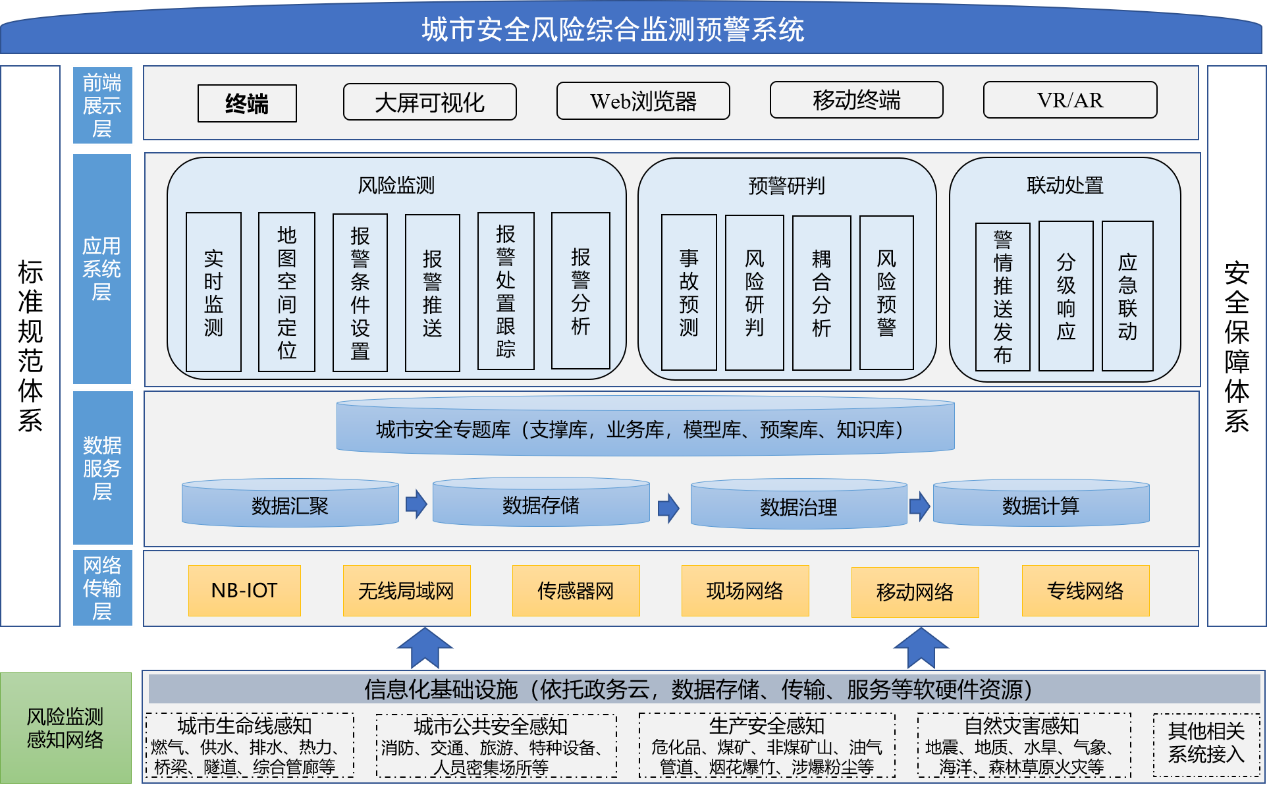 城市安全风险综合监测预警系统
标准规范体系
前端
展示
层
终端
大屏可视化
Web浏览器
移动终端
VR/AR
应用
系统
层
风险监测
实时监测
地图空间定位
报警条件设置
报警推送
报警处置跟踪
报警分析
预警研判
事故预测
风险研判
耦合分析
风险预警
联动处置
警情推送发布
分级响应
应急联动
数据
服务
层
城市安全专题库（支撑库，业务库，模型库、预案库、知识库）
数据汇聚
数据存储
数据治理
数据计算
网络
传输
层
NB-IOT
无线局域网
传感器网
现场网络
移动网络
专线网络
安全保障体系
风险监测
感知网络
信息化基础设施（依托政务云，数据存储、传输、服务等软硬件资源）
城市生命线感知
燃气、供水、排水、热力、
桥梁、隧道、综合管廊等
城市公共安全感知
消防、交通、旅游、特种设备、
人员密集场所等
生产安全感知
危化品、煤矿、非煤矿山、油气
管道、烟花爆竹、涉爆粉尘等
自然灾害感知
地震、地质、水旱、气象、
海洋、森林草原火灾等
其他相关
系统接入